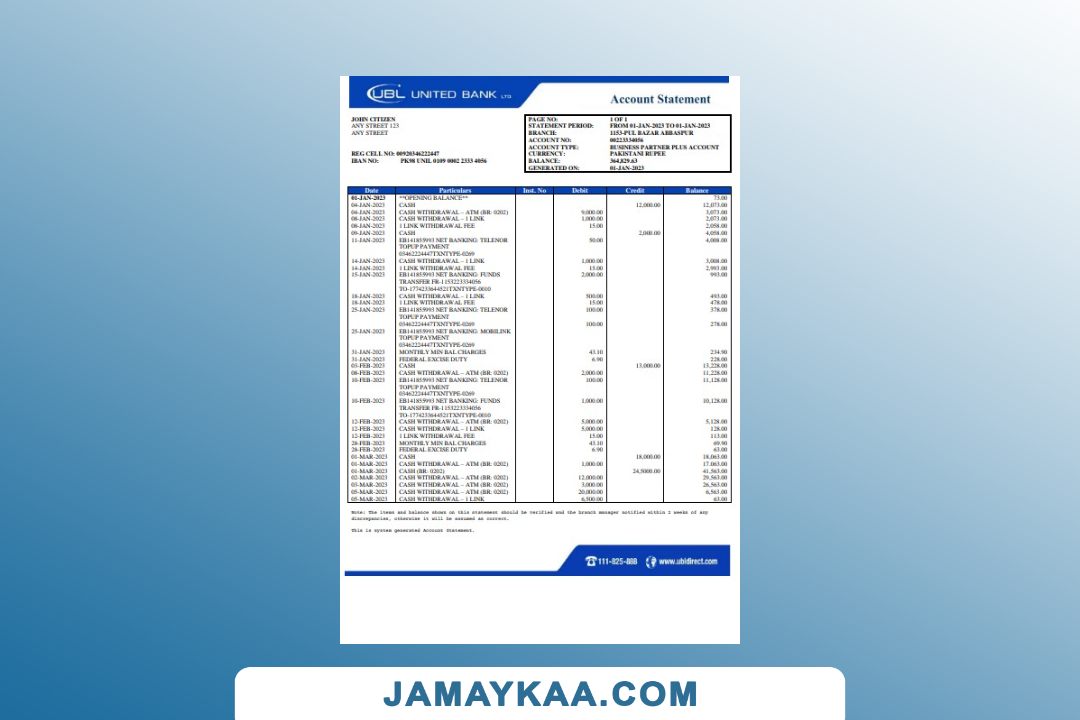 UBL UNITED BANK LTD.
Account Statement
JOHN CITIZEN
ANY STREET 123
ANY STREET
REG CELL NO: 00920346222447
IBAN NO: PK98 UNIL 0109 0002 2333 4056
PAGE NO: 1 OF 1
STATEMENT PERIOD: FROM 01-JAN-2023 TO 01-JAN-2023
BRANCH: 1153-PUL BAZAR ABBASPUR
ACCOUNT NO: 00223334056
ACCOUNT TYPE: BUSINESS PARTNER PLUS ACCOUNT
CURRENCY: PAKISTANI RUPEE
BALANCE: 364,829.63
GENERATED ON: 01-JAN-2023
Date Particulars Inst. No Debit Credit Balance
01-JAN-2023 **OPENING BALANCE** 73.00
04-JAN-2023 CASH 12,000.00 12,073.00
04-JAN-2023 CASH WITHDRAWAL – ATM (BR: 0202) 9,000.00 3,073.00
08-JAN-2023 CASH WITHDRAWAL – 1 LINK 1,000.00 2,073.00
08-JAN-2023 1 LINK WITHDRAWAL FEE 15.00 2,058.00
09-JAN-2023 CASH 2,000.00 4,058.00
11-JAN-2023 EB141855993 NET BANKING: TELENOR 50.00 4,008.00
TOPUP PAYMENT
03462224447TXNTYPE-0269
14-JAN-2023 CASH WITHDRAWAL – 1 LINK 1,000.00 3,008.00
14-JAN-2023 1 LINK WITHDRAWAL FEE 15.00 2,993.00
15-JAN-2023 EB141855993 NET BANKING: FUNDS 2,000.00 993.00
TRANSFER FR-1153223334056
TO-1774233644521TXNTYPE-0010
18-JAN-2023 CASH WITHDRAWAL – 1 LINK 500.00 493.00
18-JAN-2023 1 LINK WITHDRAWAL FEE 15.00 478.00
25-JAN-2023 EB141855993 NET BANKING: TELENOR 100.00 378.00
TOPUP PAYMENT
03462224447TXNTYPE-0269 100.00 278.00
25-JAN-2023 EB141855993 NET BANKING: MOBILINK
TOPUP PAYMENT
03462224447TXNTYPE-0269
31-JAN-2023 MONTHLY MIN BAL CHARGES 43.10 234.90
31-JAN-2023 FEDERAL EXCISE DUTY 6.90 228.00
03-FEB-2023 CASH 13,000.00 13,228.00
08-FEB-2023 CASH WITHDRAWAL – ATM (BR: 0202) 2,000.00 11,228.00
10-FEB-2023 EB141855993 NET BANKING: TELENOR 100.00 11,128.00
TOPUP PAYMENT
03462224447TXNTYPE-0269
10-FEB-2023 EB141855993 NET BANKING: FUNDS 1,000.00 10,128.00
TRANSFER FR-1153223334056
TO-1774233644521TXNTYPE-0010
12-FEB-2023 CASH WITHDRAWAL – ATM (BR: 0202) 5,000.00 5,128.00
12-FEB-2023 CASH WITHDRAWAL – 1 LINK 5,000.00 128.00
12-FEB-2023 1 LINK WITHDRAWAL FEE 15.00 113.00
28-FEB-2023 MONTHLY MIN BAL CHARGES 43.10 69.90
28-FEB-2023 FEDERAL EXCISE DUTY 6.90 63.00
01-MAR-2023 CASH 18,000.00 18,063.00
01-MAR-2023 CASH WITHDRAWAL – ATM (BR: 0202) 1,000.00 17,063.00
01-MAR-2023 CASH (BR: 0202) 24,5000.00 41,563.00
02-MAR-2023 CASH WITHDRAWAL – ATM (BR: 0202) 12,000.00 29,563.00
03-MAR-2023 CASH WITHDRAWAL – ATM (BR: 0202) 3,000.00 26,563.00
05-MAR-2023 CASH WITHDRAWAL – ATM (BR: 0202) 20,000.00 6,563.00
05-MAR-2023 CASH WITHDRAWAL – 1 LINK 6,500.00 63.00
Note: The items and balance shown on this statement should be verified and the branch manager notified within 2 weeks of any
discrepancies, otherwise it will be assumed as correct.
This is system generated Account Statement.
111-825-888 www.ubldirect.com
JAMAYKAA.COM